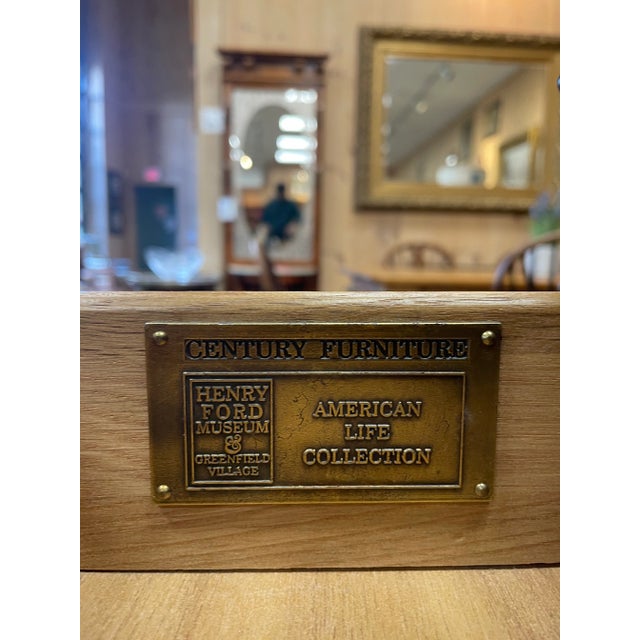 CENTURY FURNITURE
HENRY
FORD
MUSEUM
&
GREENFIELD
VILLAGE
AMERICAN
LIFE
COLLECTION